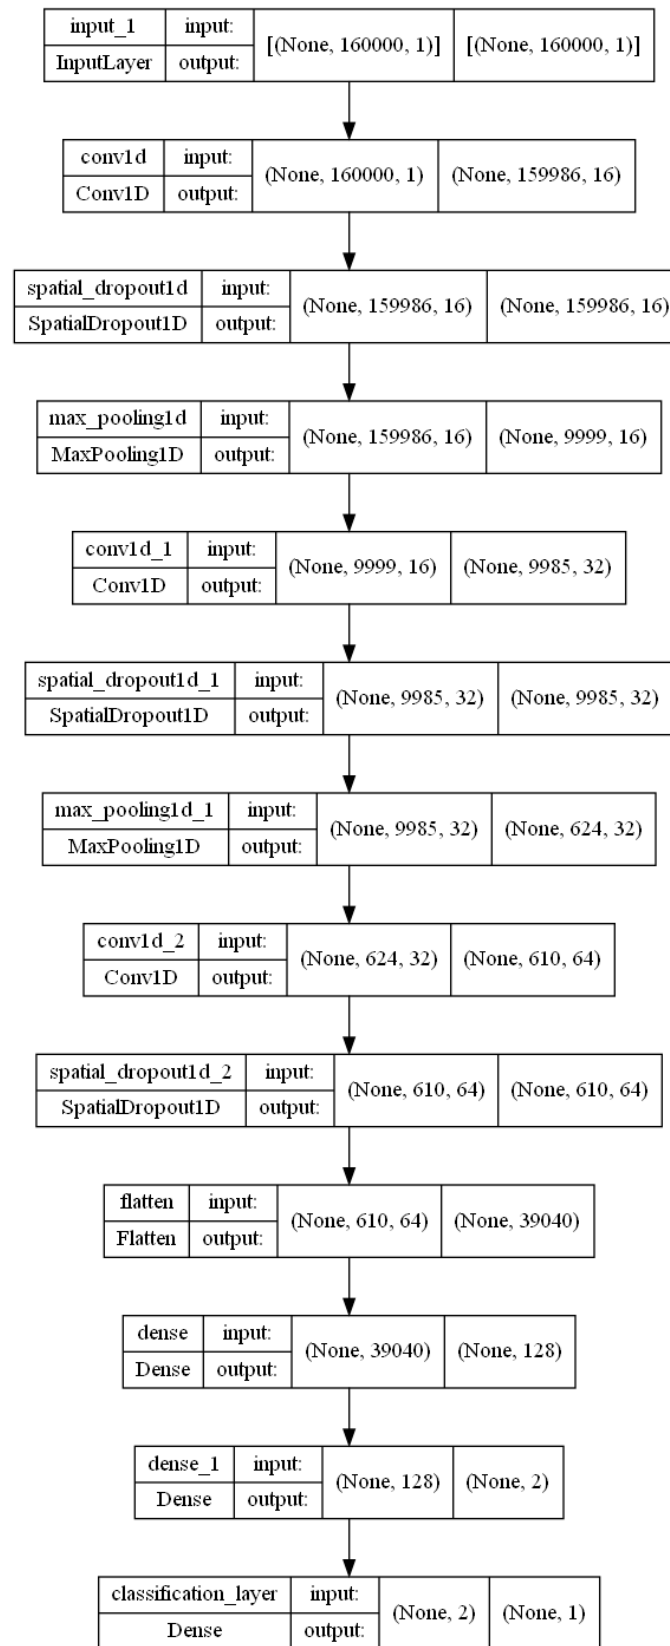 input_1 input: [(None, 160000, 1)] [(None, 160000, 1)]
InputLayer output:
conv1d input: (None, 160000, 1) (None, 159986, 16)
Conv1D output:
spatial_dropout1d input: (None, 159986, 16) (None, 159986, 16)
SpatialDropout1D output:
max_pooling1d input: (None, 159986, 16) (None, 9999, 16)
MaxPooling1D output:
conv1d_1 input: (None, 9999, 16) (None, 9985, 32)
Conv1D output:
spatial_dropout1d_1 input: (None, 9985, 32) (None, 9985, 32)
SpatialDropout1D output:
max_pooling1d_1 input: (None, 9985, 32) (None, 624, 32)
MaxPooling1D output:
conv1d_2 input: (None, 624, 32) (None, 610, 64)
Conv1D output:
spatial_dropout1d_2 input: (None, 610, 64) (None, 610, 64)
SpatialDropout1D output:
flatten input: (None, 610, 64) (None, 39040)
Flatten output:
dense input: (None, 39040) (None, 128)
Dense output:
dense_1 input: (None, 128) (None, 2)
Dense output:
classification_layer input: (None, 2) (None, 1)
Dense output: